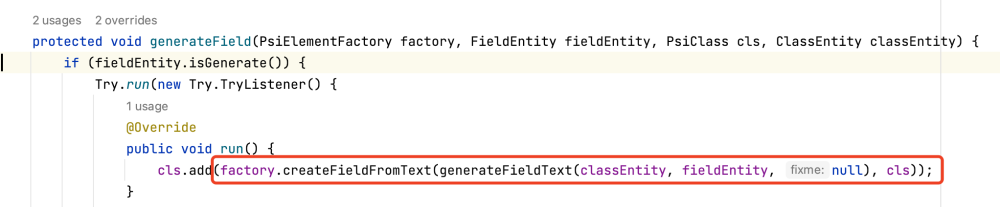 2 usages   2 overrides
protected void generateField(PsiElementFactory factory, FieldEntity fieldEntity, PsiClass cls, ClassEntity classEntity) {
if (fieldEntity.isGenerate()) {
Try.run(new Try.TryListener() {
1 usage
@Override
public void run() {
cls.add(factory.createFieldFromText(generateFieldText(classEntity, fieldEntity, fixme: null), cls));
}